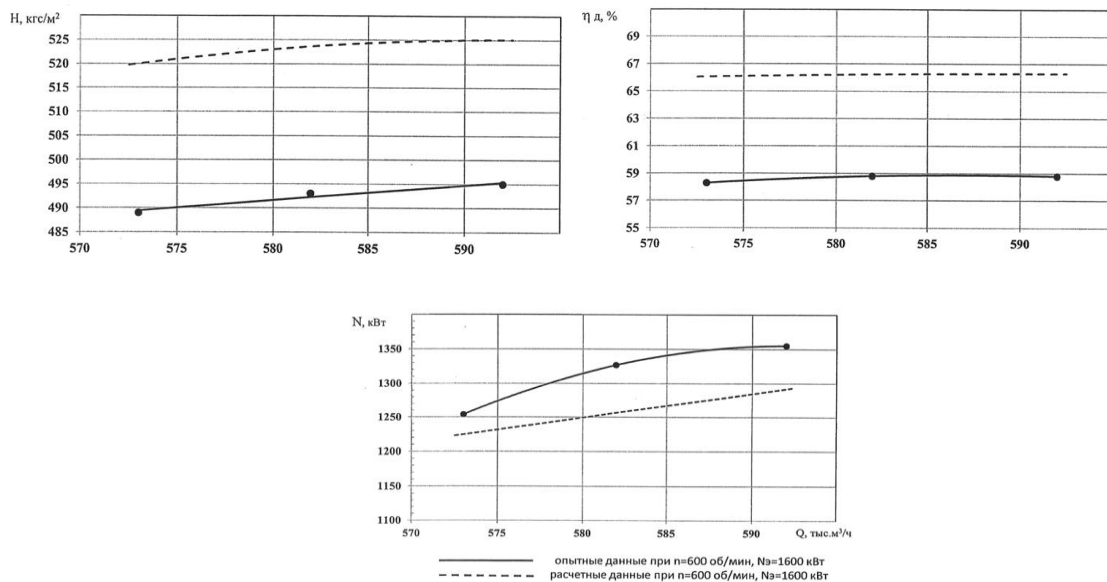 H, кгс/м²
525
520
515
510
505
500
495
490
485
570 575 580 585 590
η д, %
69
67
65
63
61
59
57
55
570 575 580 585 590
N, кВт
1350
1300
1250
1200
1150
1100
570 575 580 585 590 Q, тыс.м³/ч
опытные данные при n=600 об/мин, Nэ=1600 кВт
расчетные данные при n=600 об/мин, Nэ=1600 кВт